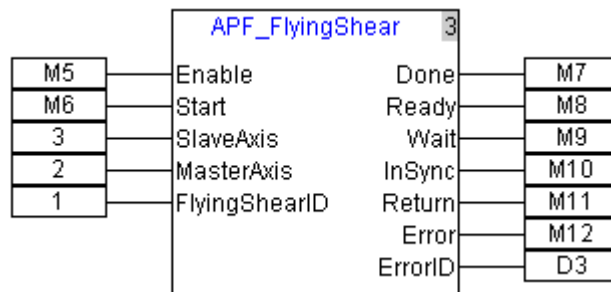 APF_FlyingShear 3
M5 Enable Done M7
M6 Start Ready M8
3 SlaveAxis Wait M9
2 MasterAxis InSync M10
1 FlyingShearID Return M11
Error M12
ErrorID D3